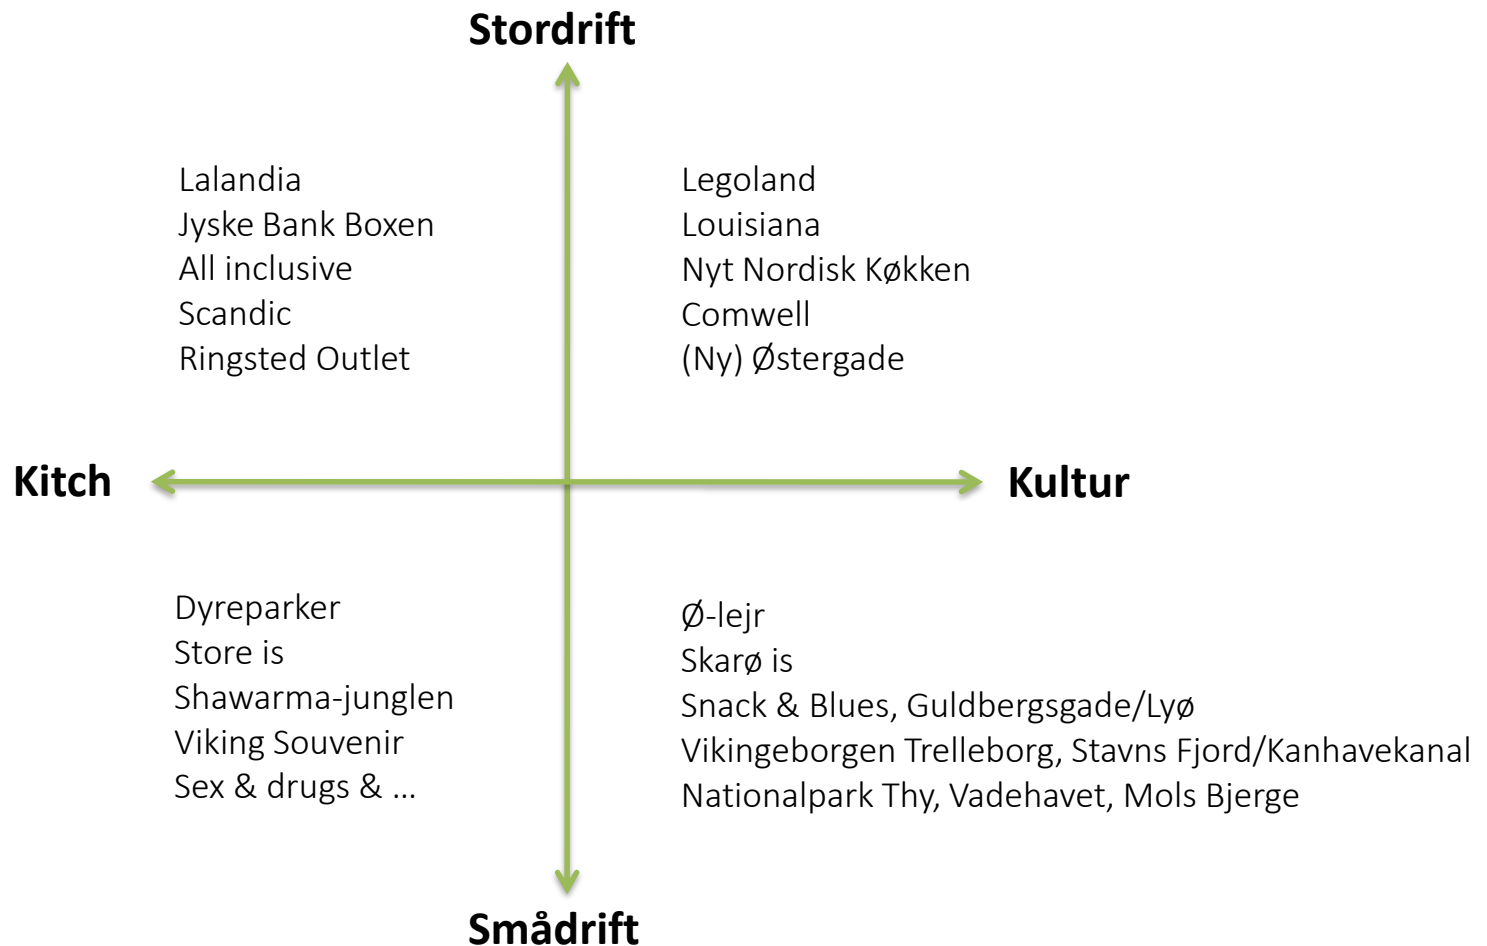 Stordrift
Lalandia
Jyske Bank Boxen
All inclusive
Scandic
Ringsted Outlet
Legoland
Louisiana
Nyt Nordisk Køkken
Comwell
(Ny) Østergade
Kitch
Kultur
Dyreparker
Store is
Shawarma-junglen
Viking Souvenir
Sex & drugs & …
Ø-lejr
Skarø is
Snack & Blues, Guldbergsgade/Lyø
Vikingeborgen Trelleborg, Stavns Fjord/Kanhavekanal
Nationalpark Thy, Vadehavet, Mols Bjerge
Smådrift